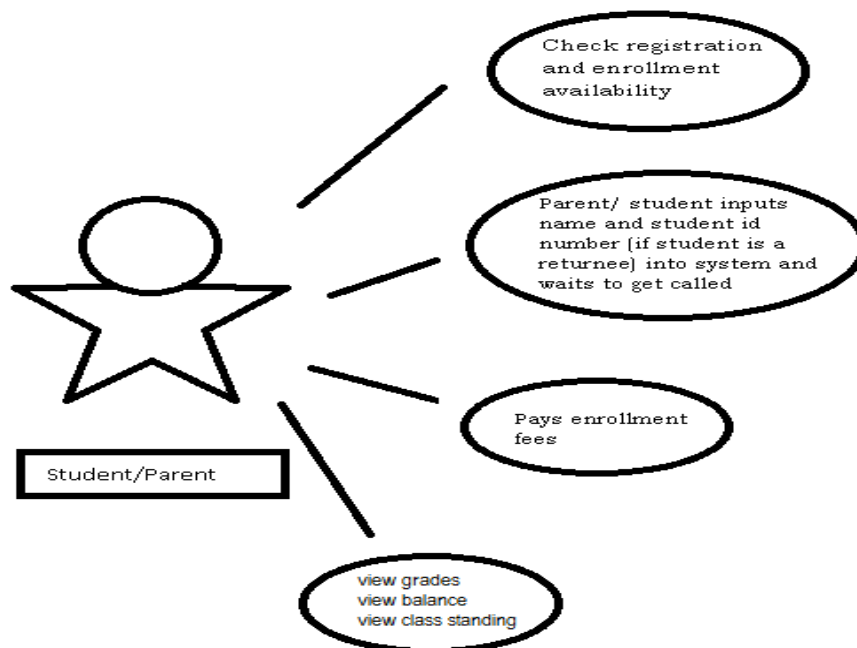 Check registration
and enrollment
availability
Parent/ student inputs
name and student id
number (if student is a
returnee) into system and
waits to get called
Pays enrollment
fees
Student/Parent
view grades
view balance
view class standing